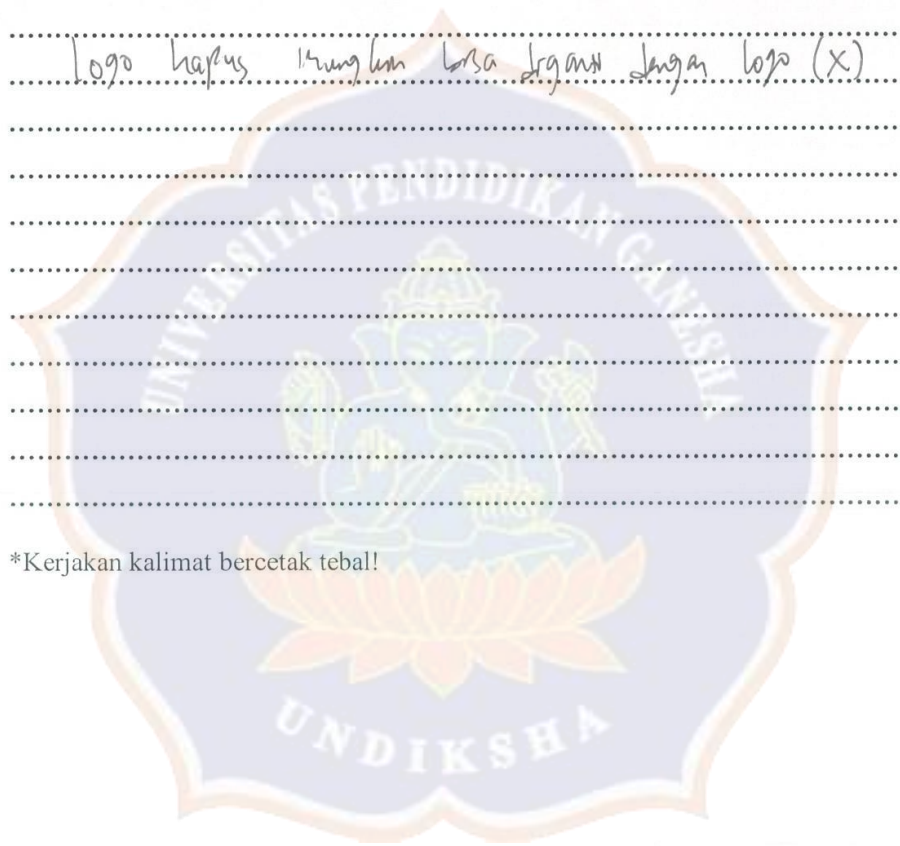 Logo hapus mungkin bisa diganti dengan logo (X)
UNIVERSITAS PENDIDIKAN GANESHA
*Kerjakan kalimat bercetak tebal!
UNDIKSHA